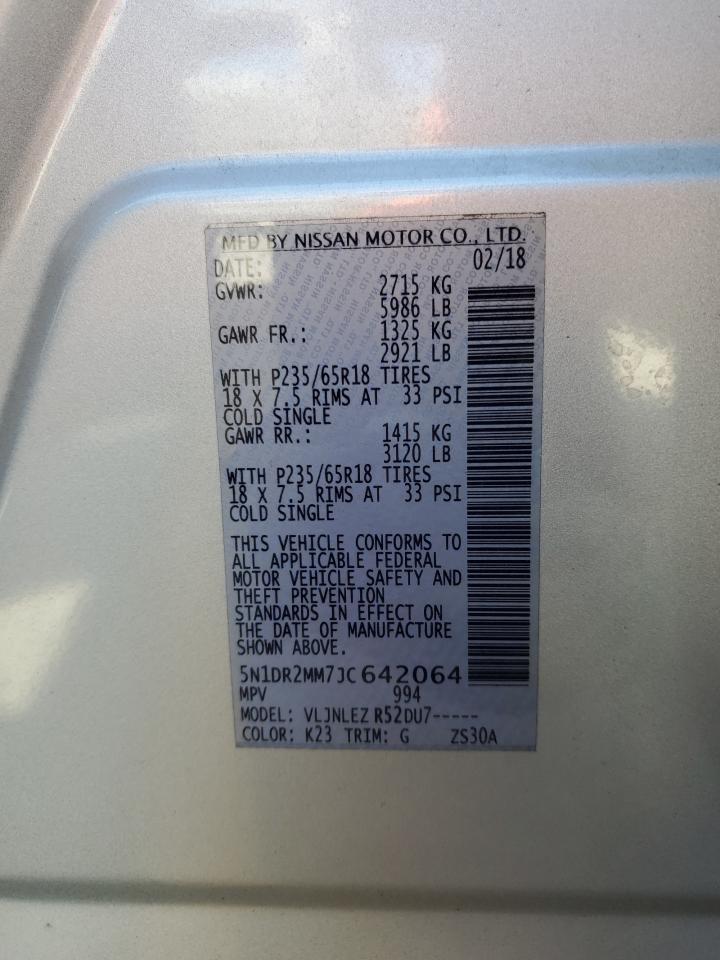 MFD BY NISSAN MOTOR CO., LTD.
DATE: 02/18
GVWR: 2715 KG
5986 LB
GAWR FR.: 1325 KG
2921 LB
WITH P235/65R18 TIRES
18 X 7.5 RIMS AT 33 PSI
COLD SINGLE
GAWR RR.: 1415 KG
3120 LB
WITH P235/65R18 TIRES
18 X 7.5 RIMS AT 33 PSI
COLD SINGLE
THIS VEHICLE CONFORMS TO
ALL APPLICABLE FEDERAL
MOTOR VEHICLE SAFETY AND
THEFT PREVENTION
STANDARDS IN EFFECT ON
THE DATE OF MANUFACTURE
SHOWN ABOVE.
5N1DR2MM7JC642064
MPV 994
MODEL: VLJNLEZ R52DU7-----
COLOR: K23 TRIM: G ZS30A